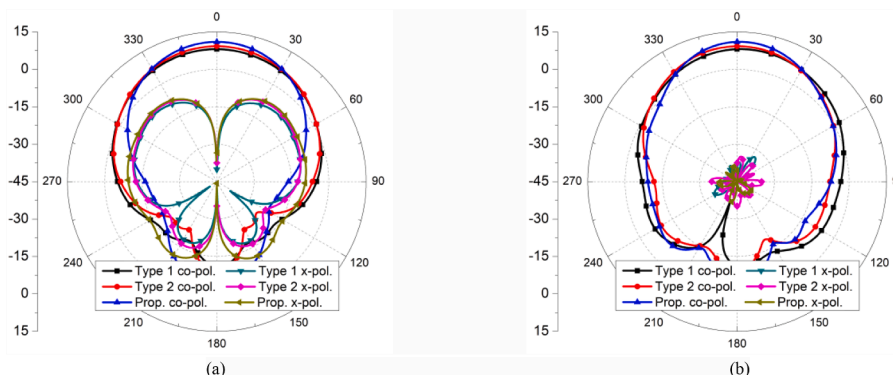 0
330
30
300
60
270
90
240
120
210
150
180
15
0
-15
-30
-45
-30
-15
0
15
Type 1 co-pol.
Type 1 x-pol.
Type 2 co-pol.
Type 2 x-pol.
Prop. co-pol.
Prop. x-pol.
(a)
0
330
30
300
60
270
240
120
210
150
180
15
0
-15
-30
-45
-30
-15
0
15
Type 1 co-pol.
Type 1 x-pol.
Type 2 co-pol.
Type 2 x-pol.
Prop. co-pol.
Prop. x-pol.
(b)